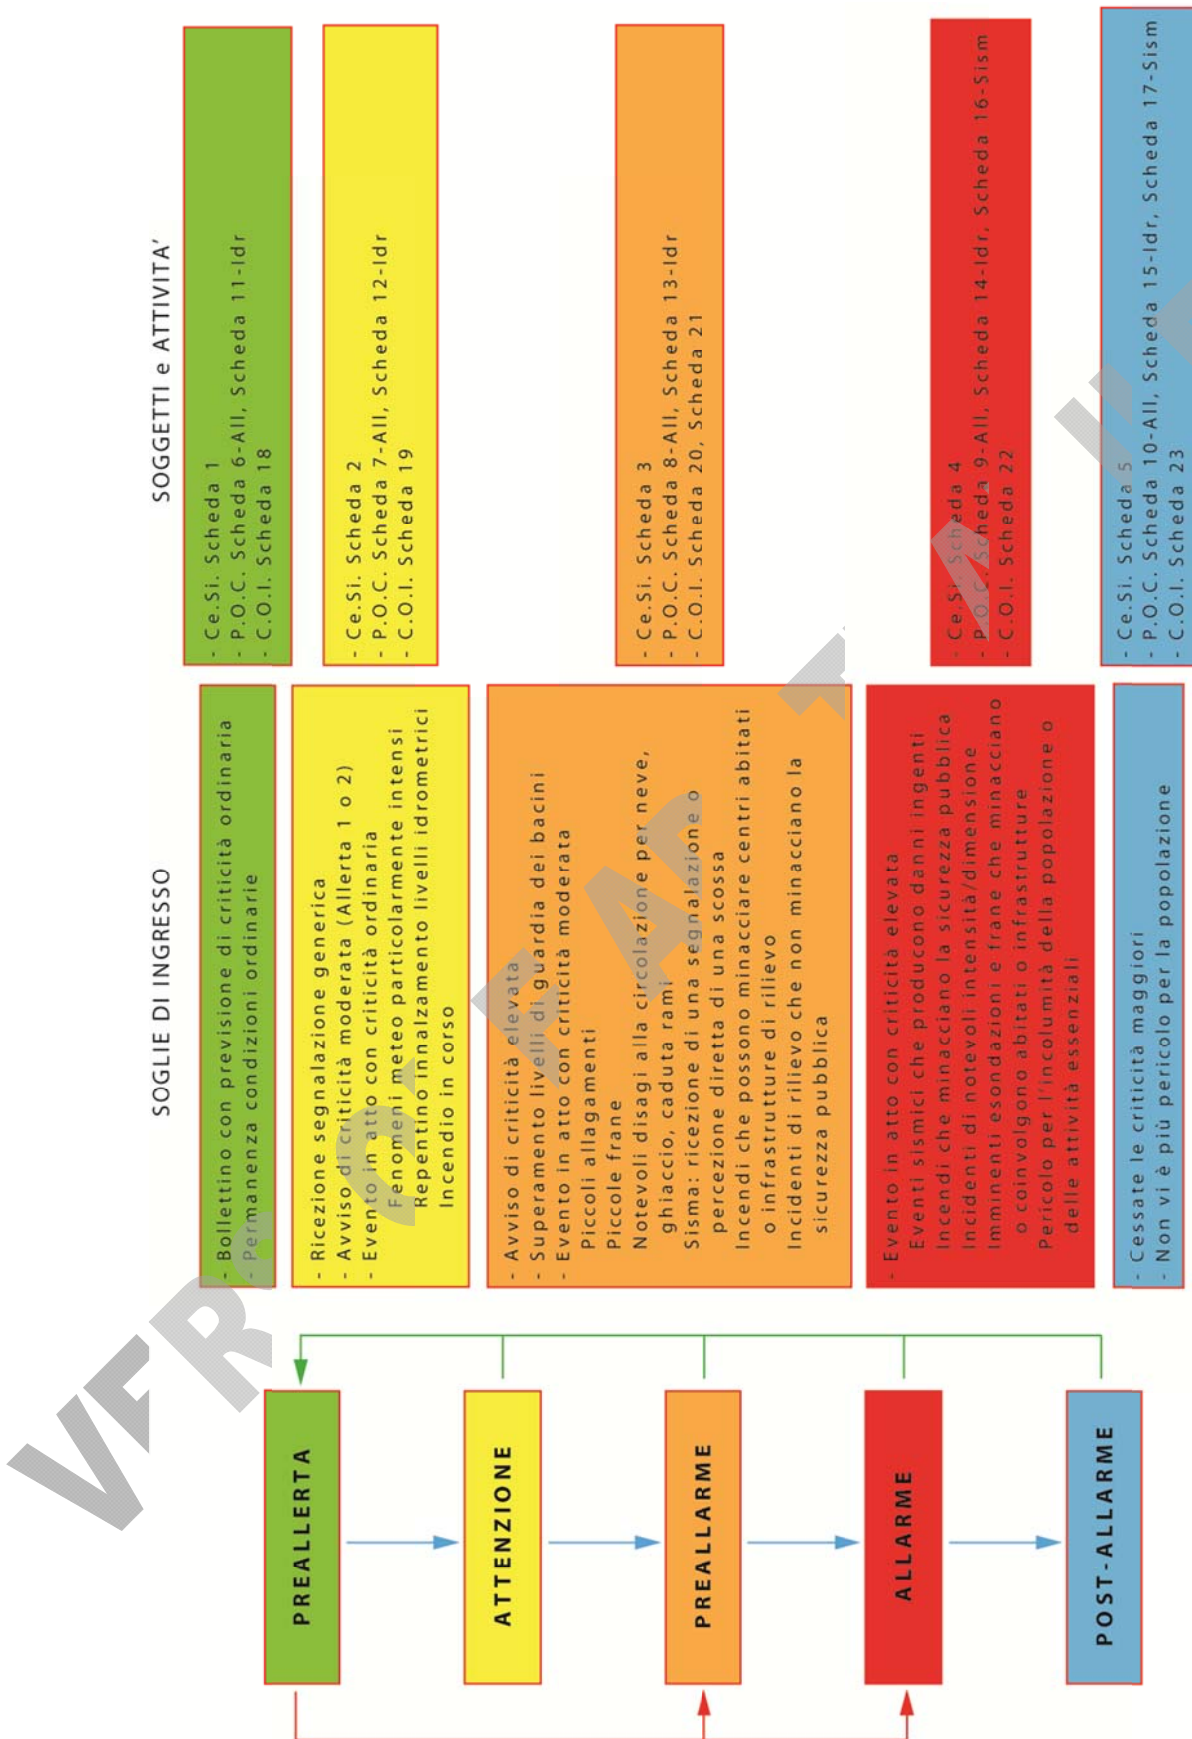 SOGLIE DI INGRESSO
SOGGETTI e ATTIVITA'
PREALLERTA
- Bollettino con previsione di criticità ordinaria
- Permanenza condizioni ordinarie
- Ce.Si. Scheda 1
- P.O.C. Scheda 6-All, Scheda 11-Idr
- C.O.I. Scheda 18
ATTENZIONE
- Ricezione segnalazione generica
- Avviso di criticità moderata (Allerta 1 o 2)
- Evento in atto con criticità ordinaria
Fenomeni meteo particolarmente intensi
Repentino innalzamento livelli idrometrici
Incendio in corso
- Ce.Si. Scheda 2
- P.O.C. Scheda 7-All, Scheda 12-Idr
- C.O.I. Scheda 19
PREALLARME
- Avviso di criticità elevata
- Superamento livelli di guardia dei bacini
- Evento in atto con criticità moderata
Piccoli allagamenti
Piccole frane
Notevoli disagi alla circolazione per neve,
ghiaccio, caduta rami
Sisma: ricezione di una segnalazione o
percezione diretta di una scossa
Incendi che possono minacciare centri abitati
o infrastrutture di rilievo
Incidenti di rilievo che non minacciano la
sicurezza pubblica
- Ce.Si. Scheda 3
- P.O.C. Scheda 8-All, Scheda 13-Idr
- C.O.I. Scheda 20, Scheda 21
ALLARME
- Evento in atto con criticità elevata
Eventi sismici che producono danni ingenti
Incendi che minacciano la sicurezza pubblica
Incidenti di notevoli intensità/dimensione
Imminenti esondazioni e frane che minacciano
o coinvolgono abitati o infrastrutture
Pericolo per l'incolumità della popolazione o
delle attività essenziali
- Ce.Si. Scheda 4
- P.O.C. Scheda 9-All, Scheda 14-Idr, Scheda 16-Sism
- C.O.I. Scheda 22
POST-ALLARME
- Cessate le criticità maggiori
- Non vi è più pericolo per la popolazione
- Ce.Si. Scheda 5
- P.O.C. Scheda 10-All, Scheda 15-Idr, Scheda 17-Sism
- C.O.I. Scheda 23